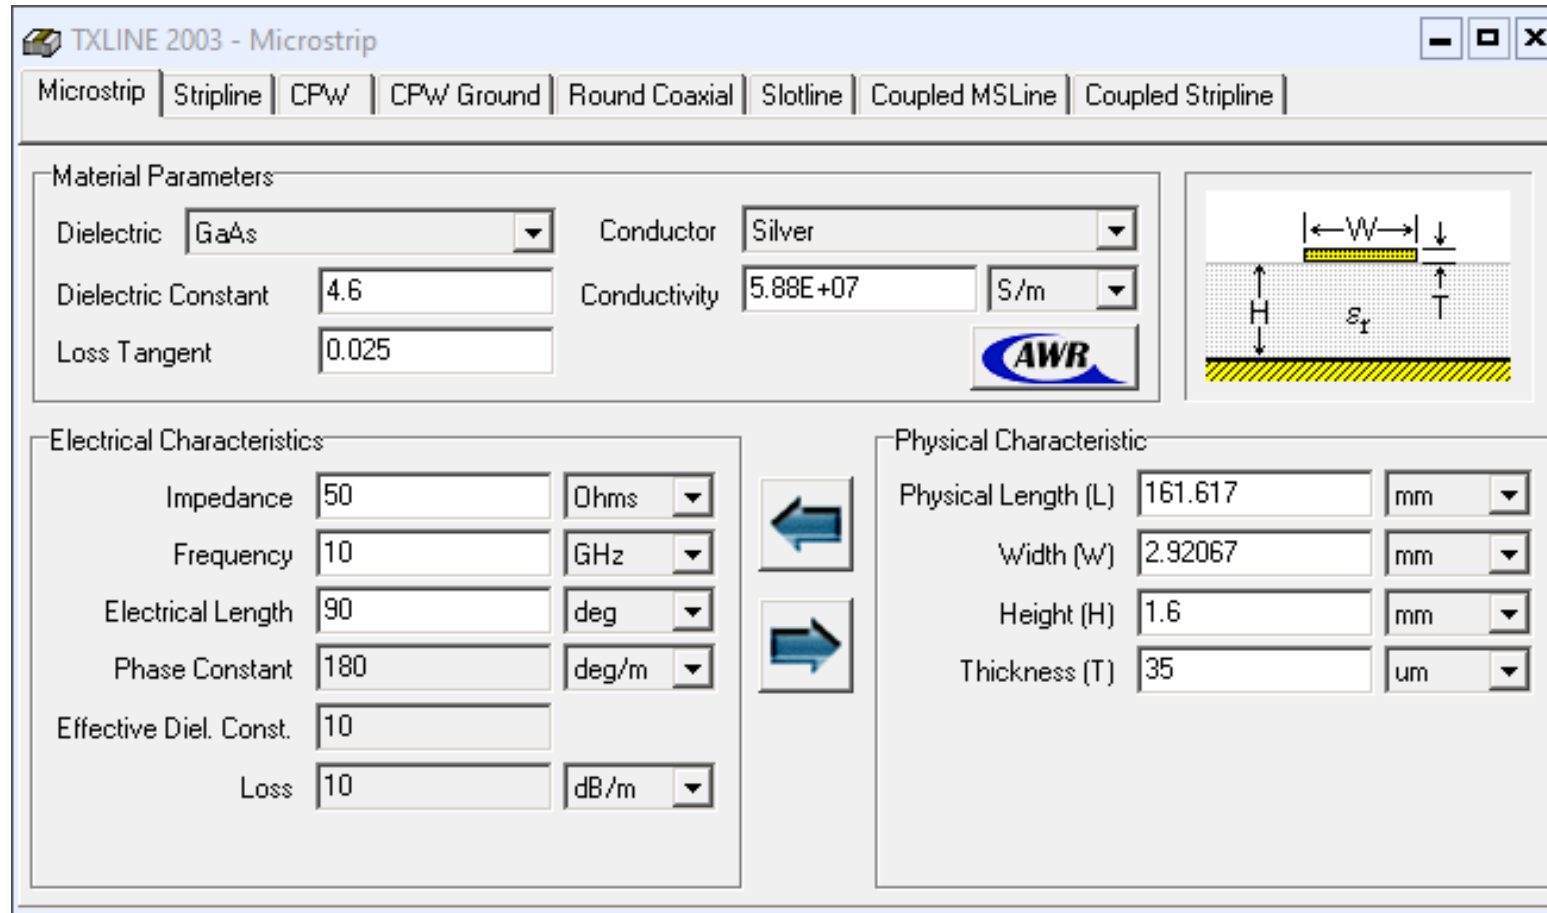 TXLINE 2003 - Microstrip
Microstrip Stripline CPW CPW Ground Round Coaxial Slotline Coupled MSLine Coupled Stripline
Material Parameters
Dielectric GaAs Conductor Silver
Dielectric Constant 4.6 Conductivity 5.88E+07 S/m
Loss Tangent 0.025 AWR
W
H
T
εr
Electrical Characteristics
Impedance 50 Ohms
Frequency 10 GHz
Electrical Length 90 deg
Phase Constant 180 deg/m
Effective Diel. Const. 10
Loss 10 dB/m
Physical Characteristic
Physical Length (L) 161.617 mm
Width (W) 2.92067 mm
Height (H) 1.6 mm
Thickness (T) 35 um